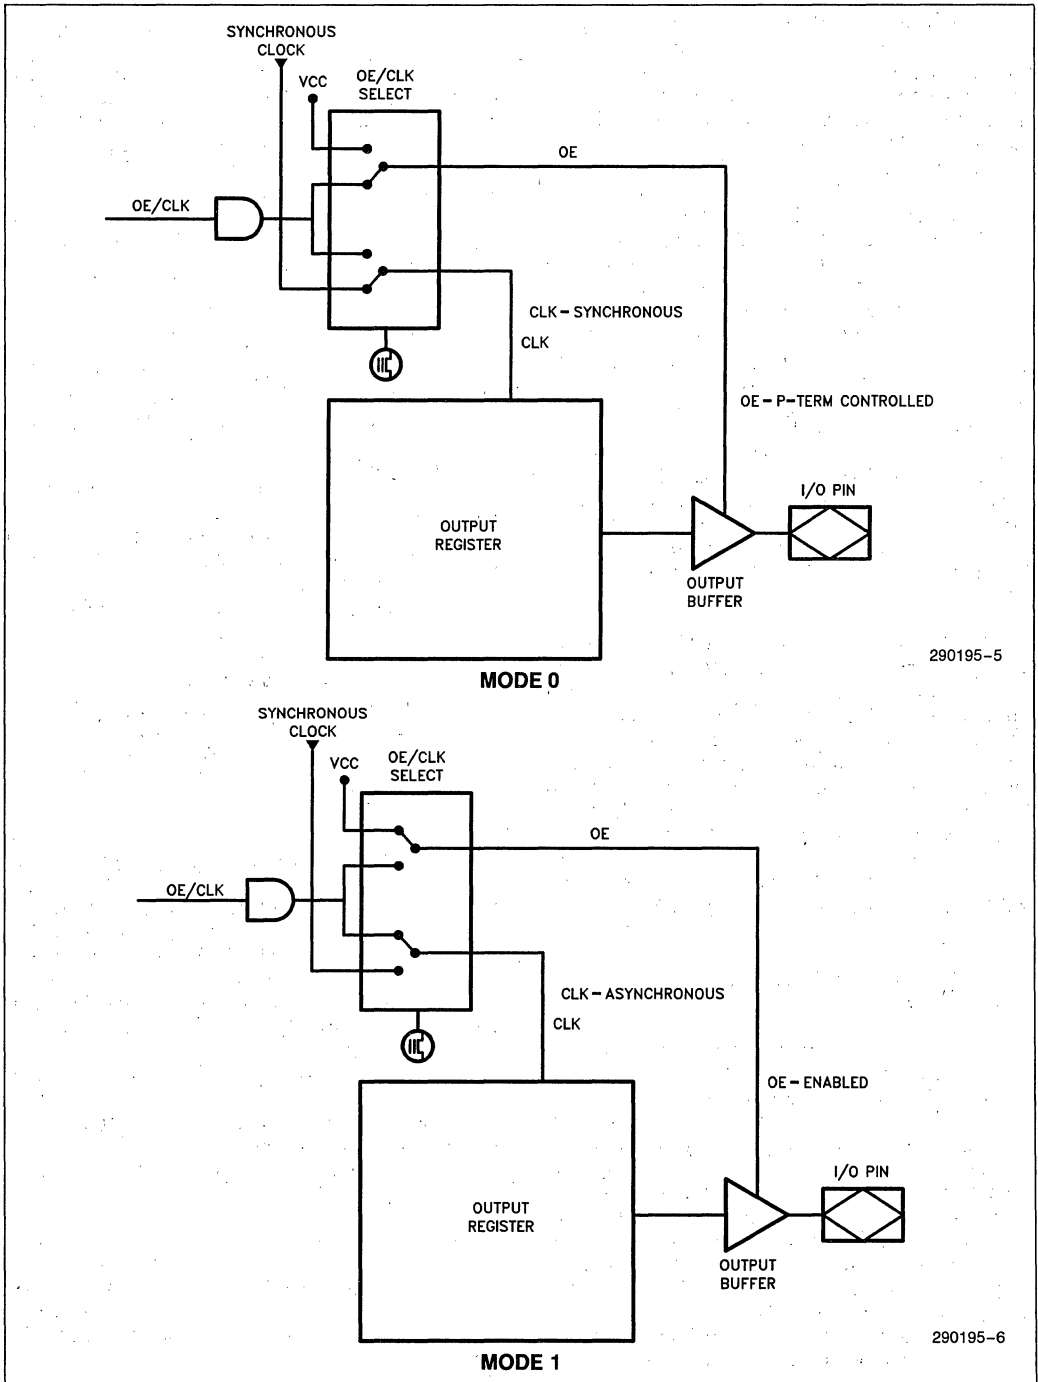 SYNCHRONOUS
CLOCK
VCC
OE/CLK
SELECT
OE
OE/CLK
CLK-SYNCHRONOUS
CLK
OE-P-TERM CONTROLLED
I/O PIN
OUTPUT
REGISTER
OUTPUT
BUFFER
290195-5
MODE 0
SYNCHRONOUS
CLOCK
VCC
OE/CLK
SELECT
OE
OE/CLK
CLK-ASYNCHRONOUS
CLK
OE-ENABLED
I/O PIN
OUTPUT
REGISTER
OUTPUT
BUFFER
290195-6
MODE 1